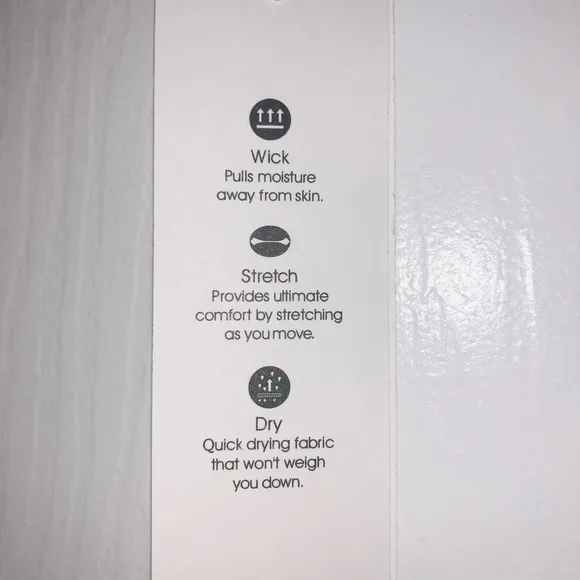 Wick
Pulls moisture
away from skin.
Stretch
Provides ultimate
comfort by stretching
as you move.
Dry
Quick drying fabric
that won't weigh
you down.